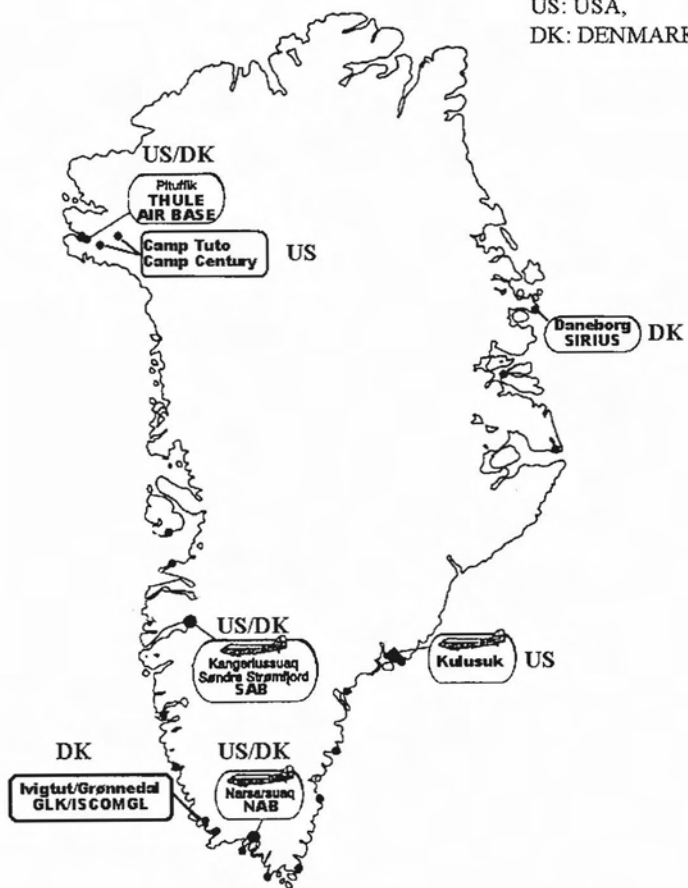 US: USA,
DK: DENMARK
US/DK
Pituffik
THULE
AIR BASE
Camp Tuto
Camp Century
US
Daneborg
SIRIUS
DK
US/DK
Kangerlussuaq
Søndre Strømfjord
SAB
Kulusuk
US
DK
Ivigtut/Grønnedal
GLK/ISCOMGL
US/DK
Narsarsuaq
NAB